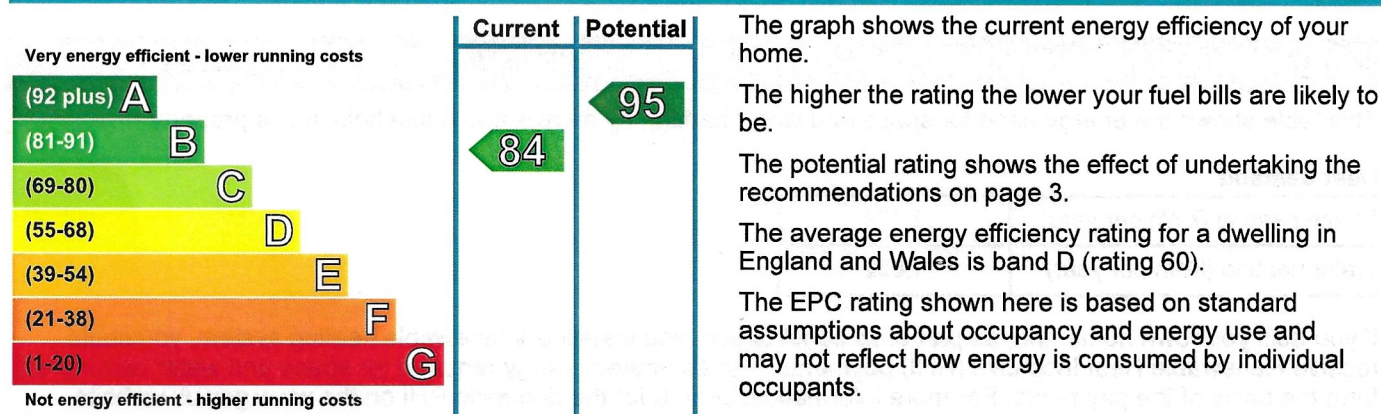 Current Potential
Very energy efficient - lower running costs
(92 plus) A
95
(81-91) B
84
(69-80) C
(55-68) D
(39-54) E
(21-38) F
(1-20) G
Not energy efficient - higher running costs
The graph shows the current energy efficiency of your
home.
The higher the rating the lower your fuel bills are likely to
be.
The potential rating shows the effect of undertaking the
recommendations on page 3.
The average energy efficiency rating for a dwelling in
England and Wales is band D (rating 60).
The EPC rating shown here is based on standard
assumptions about occupancy and energy use and
may not reflect how energy is consumed by individual
occupants.